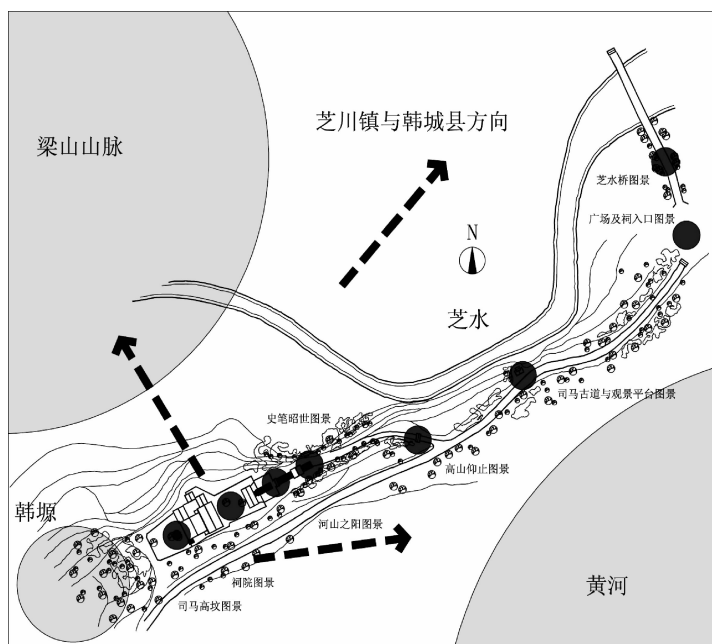 芝川镇与韩城县方向
梁山山脉
芝水桥图景
广场及祠入口图景
N
芝水
司马古道与观景平台图景
史笔昭世图景
高山仰止图景
韩塬
河山之阳图景
祠院图景
黄河
司马高坟图景